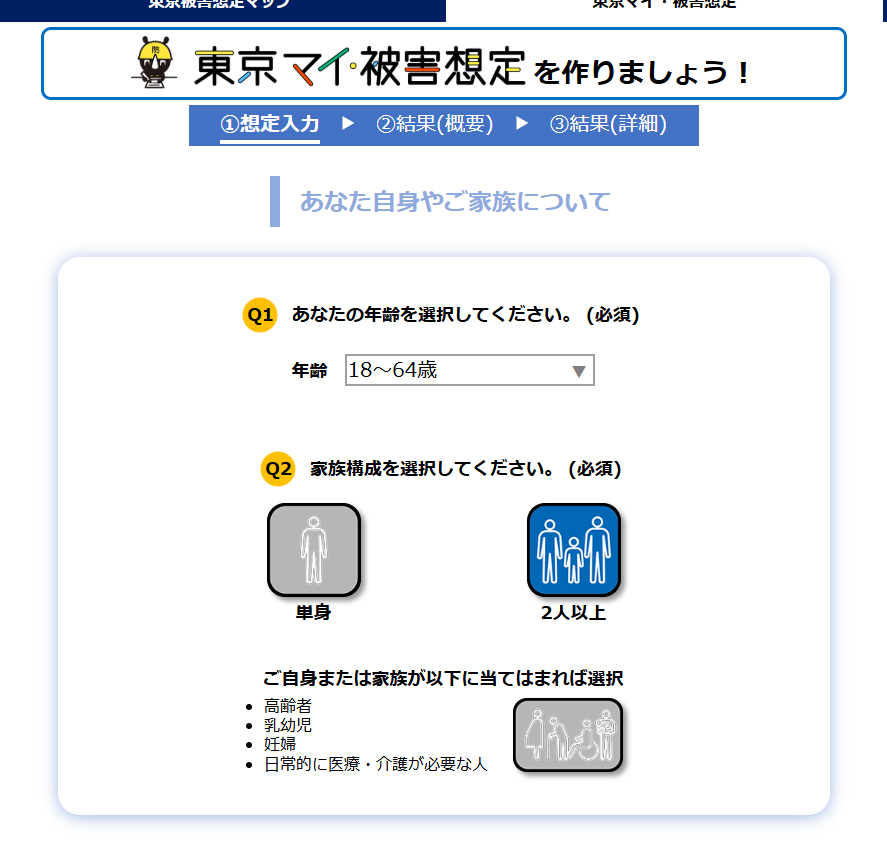 東京被害想定マップ
東京マイ・被害想定
防
東京マイ・被害想定を作りましょう！
①想定入力 ▶ ②結果(概要) ▶ ③結果(詳細)
あなた自身やご家族について
Q1 あなたの年齢を選択してください。(必須)
年齢 18～64歳 ▼
Q2 家族構成を選択してください。(必須)
単身
2人以上
ご自身または家族が以下に当てはまれば選択
• 高齢者
• 乳幼児
• 妊婦
• 日常的に医療・介護が必要な人